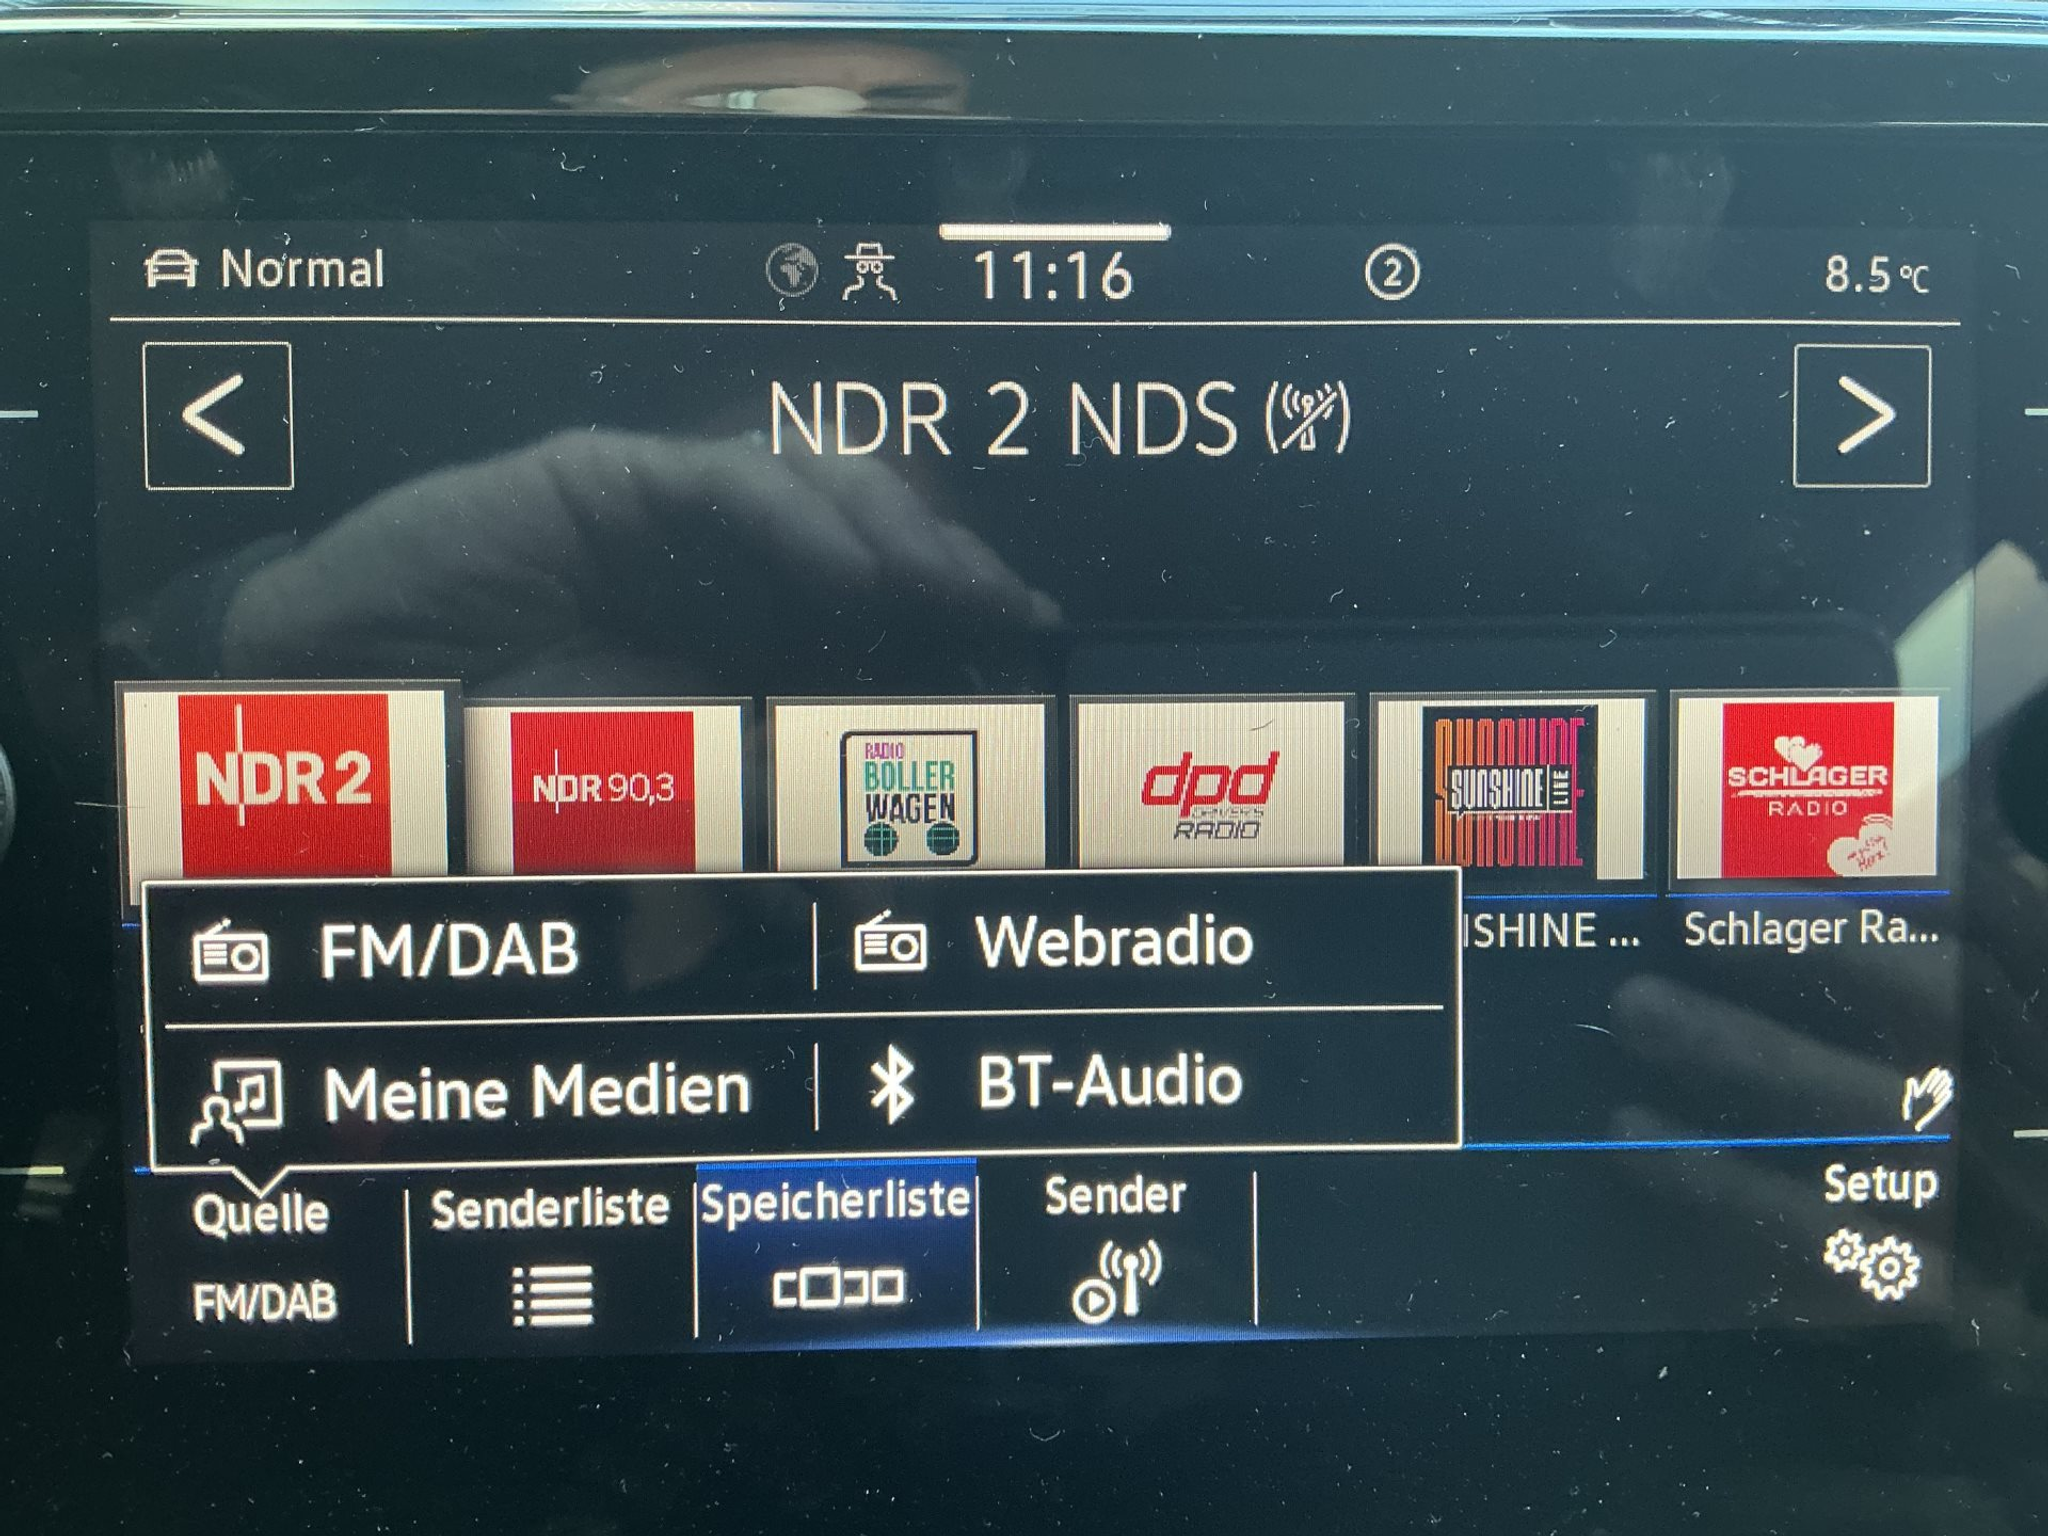 Normal
11:16
2
8.5 °C
NDR 2 NDS
NDR 2
NDR 90,3
RADIO
BOLLER
WAGEN
dpd
DRIVERS
RADIO
SUNSHINE
SUNSHINE LIVE
SCHLAGER
RADIO
FM/DAB
Webradio
ISHINE ...
Schlager Ra...
Meine Medien
BT-Audio
Quelle
FM/DAB
Senderliste
Speicherliste
Sender
Setup